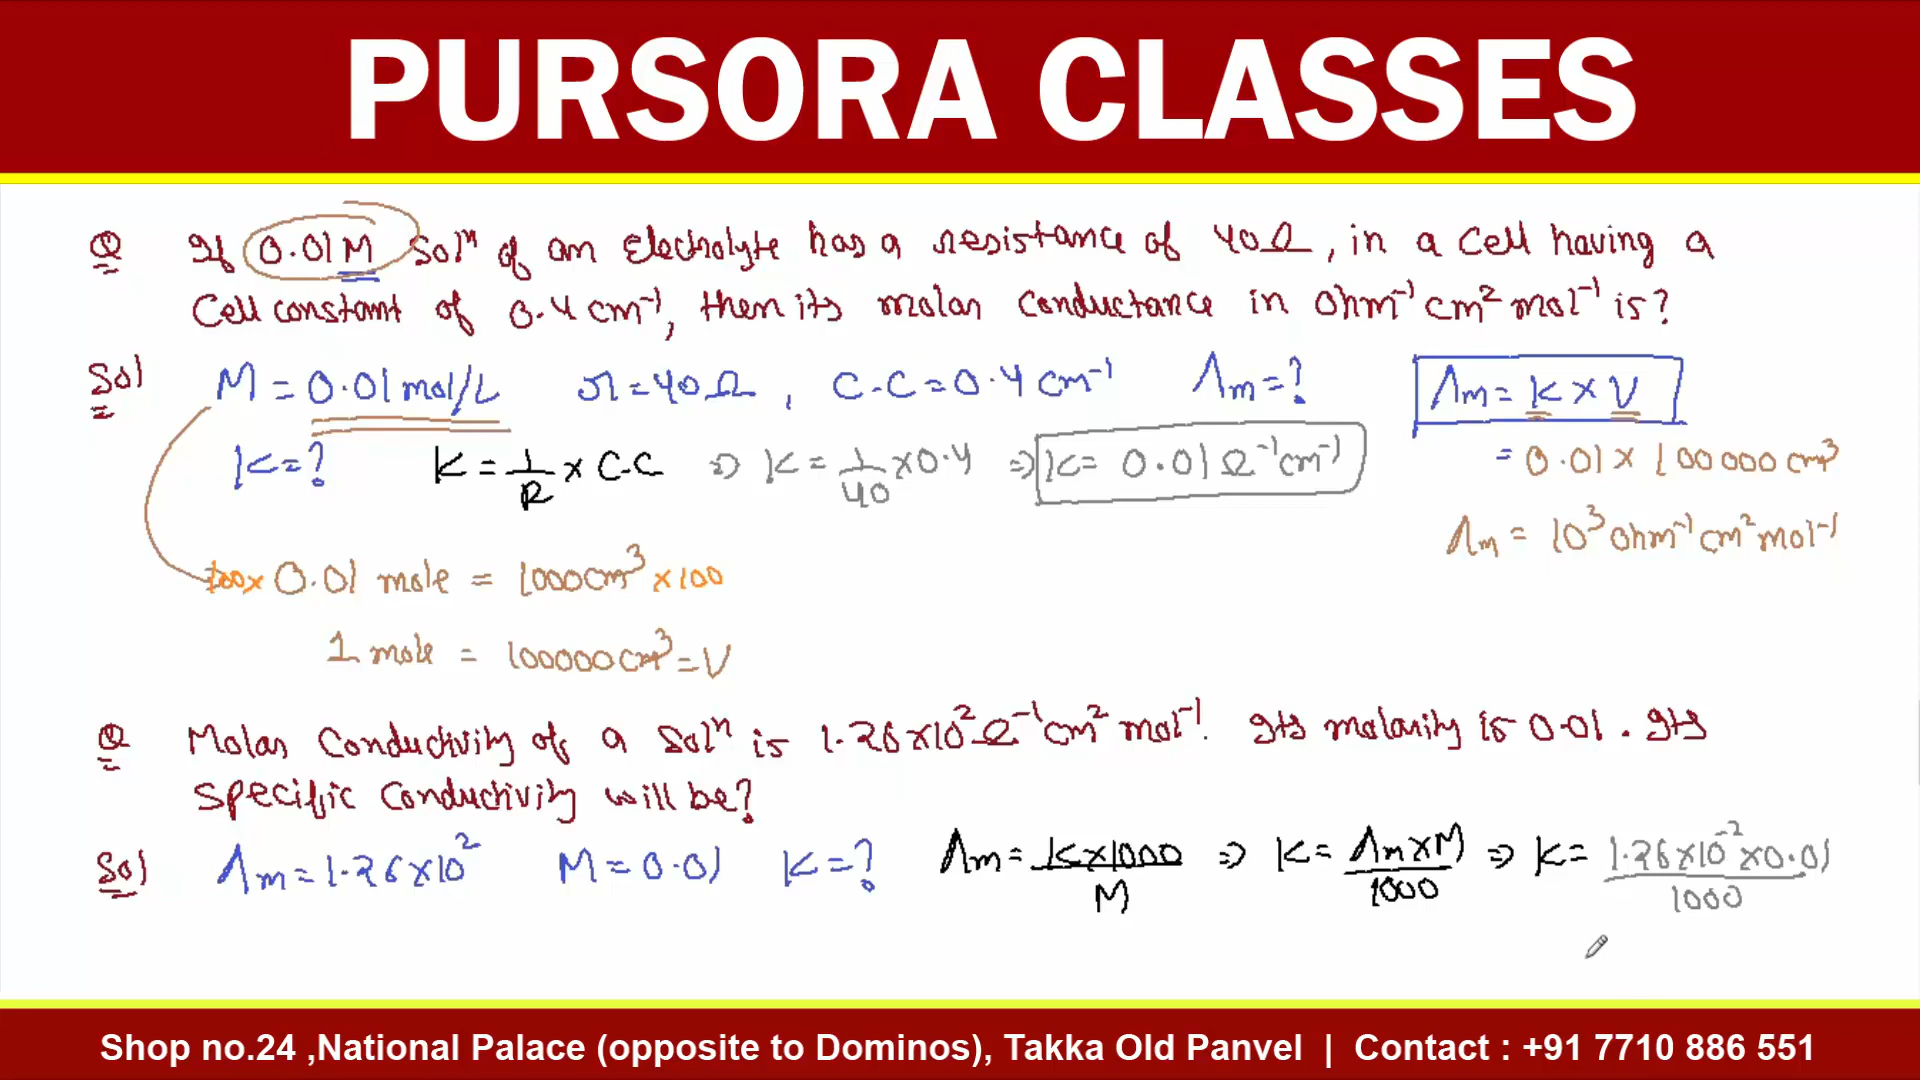 PURSORA CLASSES
Q If 0.01M Solⁿ of an Electrolyte has a resistance of 40Ω, in a Cell having a
Cell constant of 0.4 cm⁻¹, then its molar conductance in ohm⁻¹ cm² mol⁻¹ is?
Sol M = 0.01 mol/L r = 40Ω, C.C = 0.4 cm⁻¹ Λm = ? Λm = K × V
K = ? K = 1/R × C.C ⇒ K = 1/40 × 0.4 ⇒ K = 0.01 Ω⁻¹ cm⁻¹ = 0.01 × 100000 cm³
Λm = 10³ ohm⁻¹ cm² mol⁻¹
100× 0.01 mole = 1000 cm³ × 100
1 mole = 100000 cm³ = V
Q Molar Conductivity of a Solⁿ is 1.26×10² Ω⁻¹ cm² mol⁻¹. Its molarity is 0.01. Its
Specific Conductivity will be?
Sol Λm = 1.26×10² M = 0.01 K = ? Λm = K×1000/M ⇒ K = Λm×M/1000 ⇒ K = 1.26×10⁻² × 0.01/1000
Shop no.24 ,National Palace (opposite to Dominos), Takka Old Panvel | Contact : +91 7710 886 551